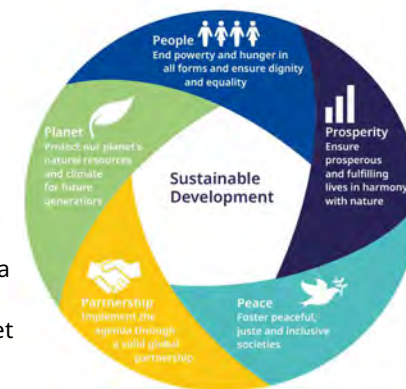 People
End powerty and hunger in
all forms and ensure dignity
and equality
Prosperity
Ensure
prosperous
and fulfilling
lives in harmony
with nature
Planet
Protect our planet's
natural resources
and climate
for future
generations
Sustainable
Development
Partnership
Implement the
agenda through
a solid global
partnership
Peace
Foster peaceful,
juste and inclusive
societies
a
et